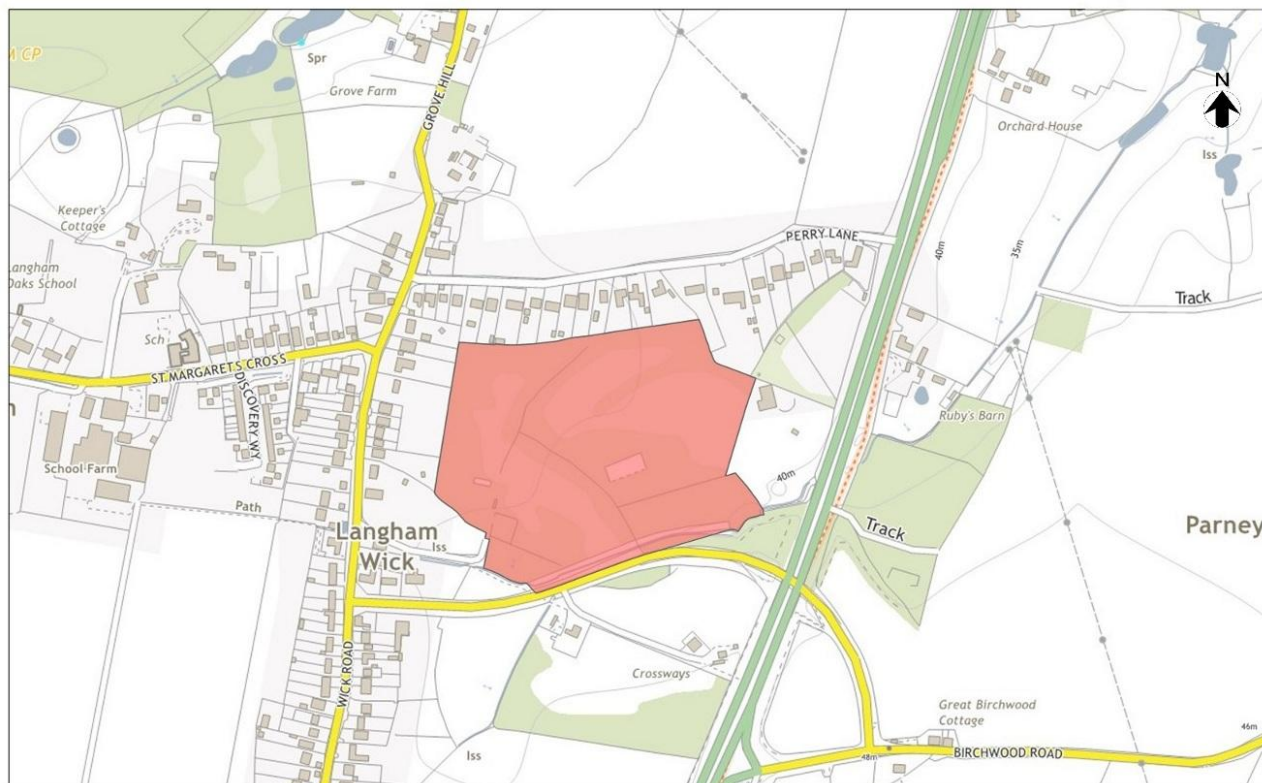 M CP
Spr
Grove Farm
GROVE HILL
N
Orchard House
Iss
Keeper's
Cottage
PERRY LANE
40m
35m
Langham
Oaks School
Track
Sch
ST MARGARETS CROSS
DISCOVERY WY
Ruby's Barn
School Farm
40m
Path
Langham
Wick
Iss
Track
Parney
WICK ROAD
Crossways
Great Birchwood
Cottage
Iss
46m
48m
BIRCHWOOD ROAD